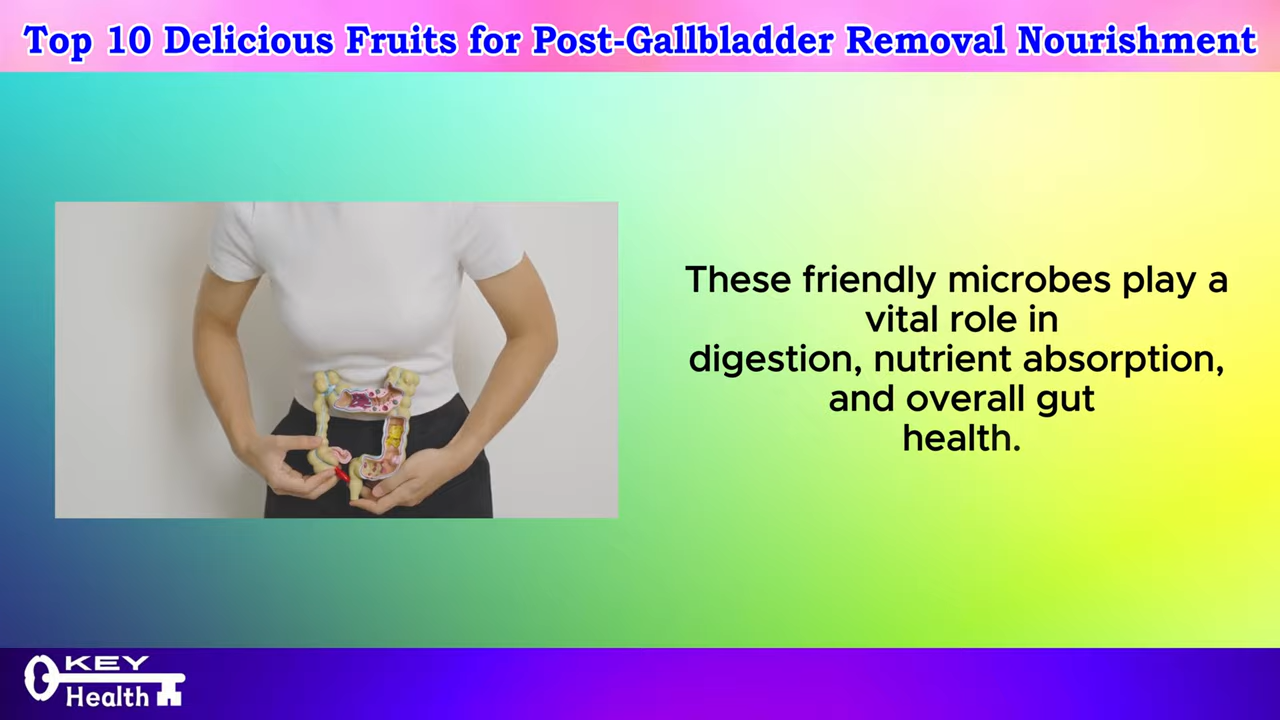 Top 10 Delicious Fruits for Post-Gallbladder Removal Nourishment
These friendly microbes play a
vital role in
digestion, nutrient absorption,
and overall gut
health.
KEY
Health